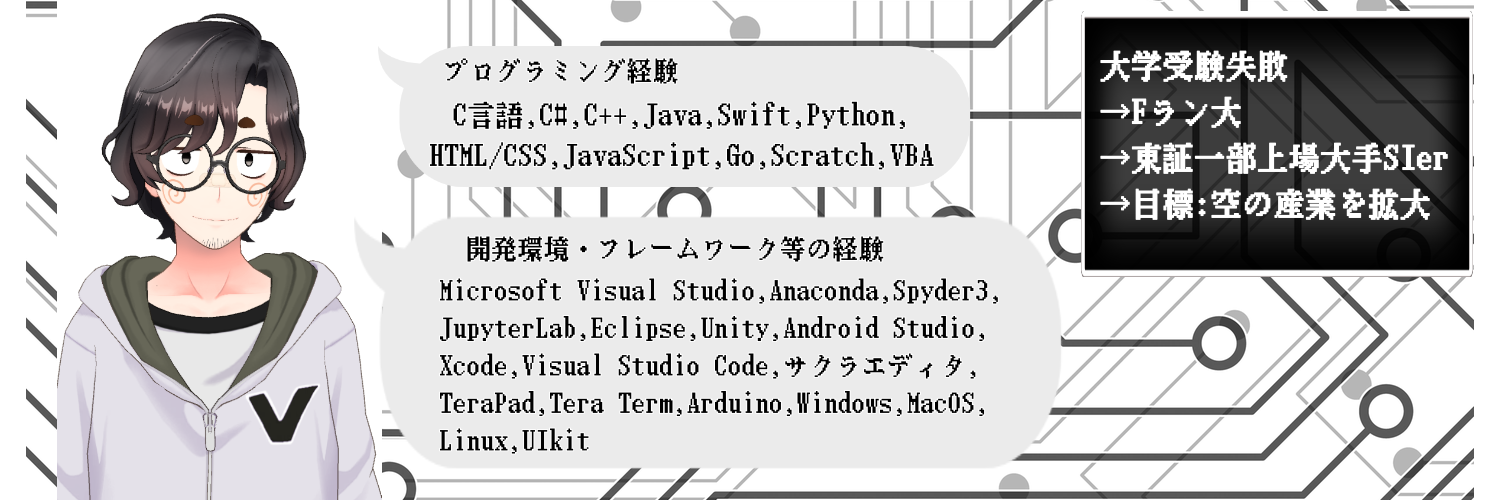 プログラミング経験
C言語,C#,C++,Java,Swift,Python,
HTML/CSS,JavaScript,Go,Scratch,VBA
開発環境・フレームワーク等の経験
Microsoft Visual Studio,Anaconda,Spyder3,
JupyterLab,Eclipse,Unity,Android Studio,
Xcode,Visual Studio Code,サクラエディタ,
TeraPad,Tera Term,Arduino,Windows,MacOS,
Linux,UIkit
大学受験失敗
→Fラン大
→東証一部上場大手SIer
→目標:空の産業を拡大
V